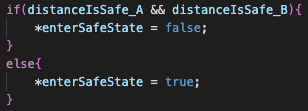 if(distanceIsSafe_A && distanceIsSafe_B){
    *enterSafeState = false;
}
else{
    *enterSafeState = true;
}